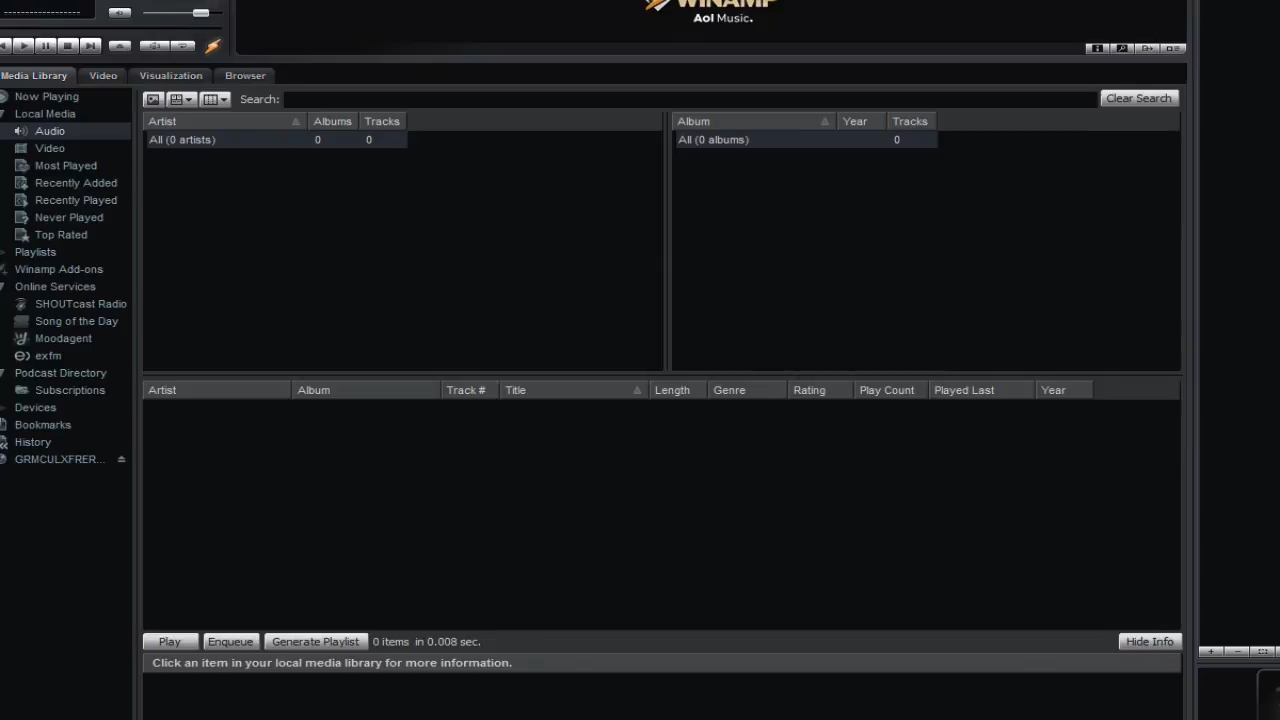 WINAMP
Aol Music.
Media Library Video Visualization Browser
Now Playing
Local Media
Audio
Video
Most Played
Recently Added
Recently Played
Never Played
Top Rated
Playlists
Winamp Add-ons
Online Services
SHOUTcast Radio
Song of the Day
Moodagent
exfm
Podcast Directory
Subscriptions
Devices
Bookmarks
History
GRMCULXFRER...
Search: Clear Search
Artist Albums Tracks
All (0 artists) 0 0
Album Year Tracks
All (0 albums) 0
Artist Album Track # Title Length Genre Rating Play Count Played Last Year
Play Enqueue Generate Playlist 0 items in 0.008 sec. Hide Info
Click an item in your local media library for more information.